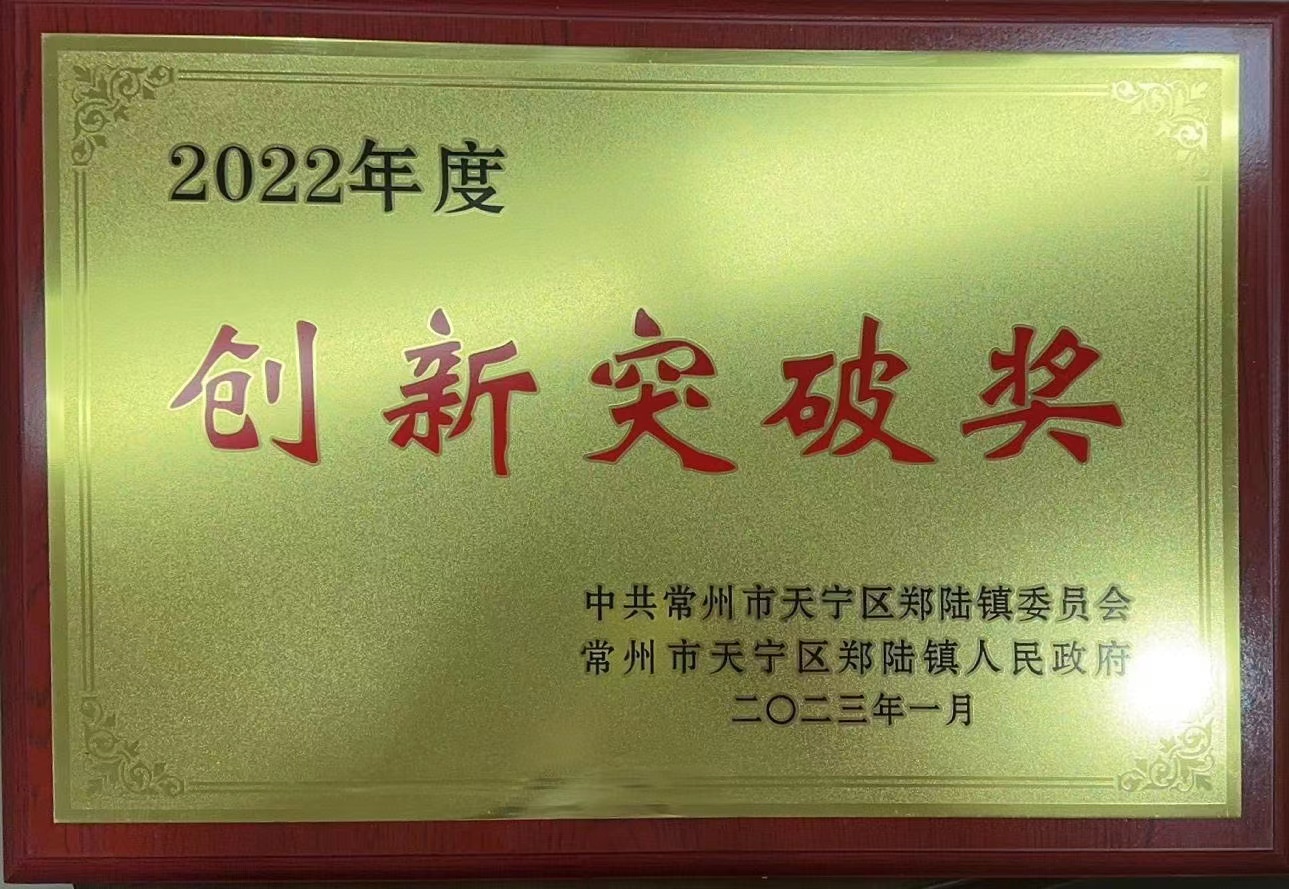 2022年度
创新突破奖
中共常州市天宁区郑陆镇委员会
常州市天宁区郑陆镇人民政府
二〇二三年一月